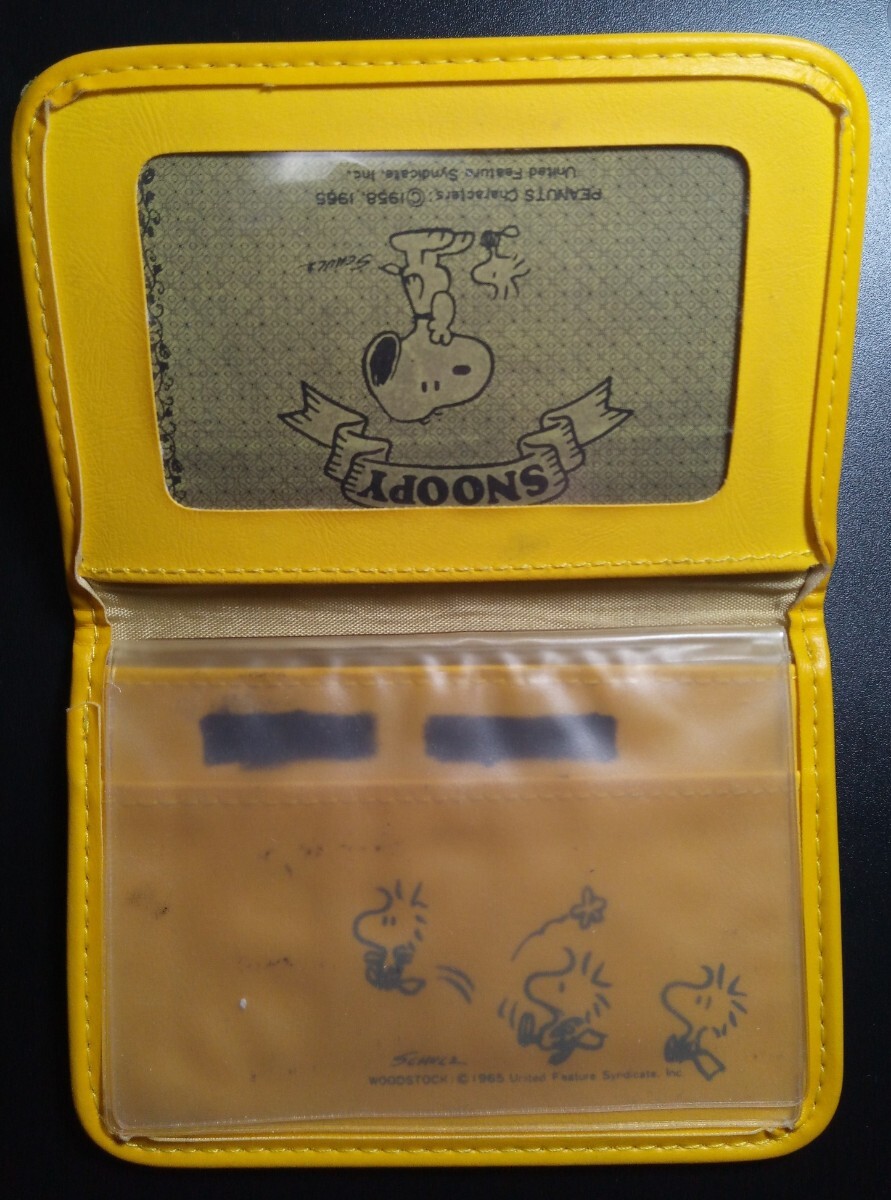 PEANUTS Characters: ©1958, 1965
United Feature Syndicate, Inc.
SCHULZ
SNOOPY
SCHULZ
WOODSTOCK: © 1965 United Feature Syndicate, Inc.